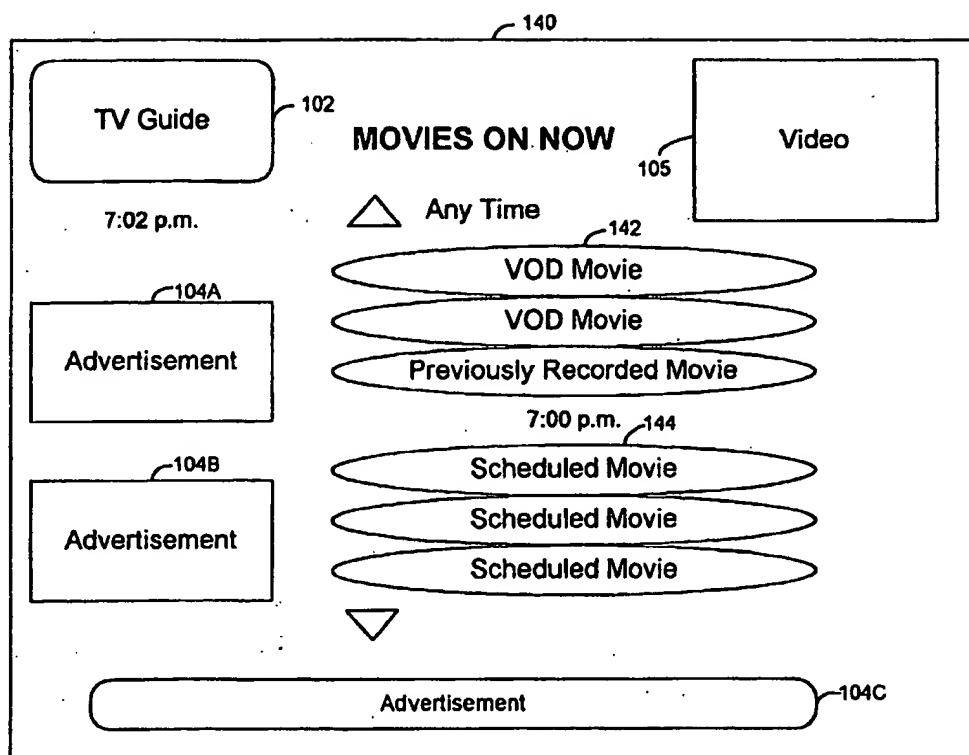 140
TV Guide
102
MOVIES ON NOW
105
Video
7:02 p.m.
Any Time
142
VOD Movie
VOD Movie
Previously Recorded Movie
104A
Advertisement
7:00 p.m.
144
Scheduled Movie
Scheduled Movie
Scheduled Movie
104B
Advertisement
Advertisement
104C